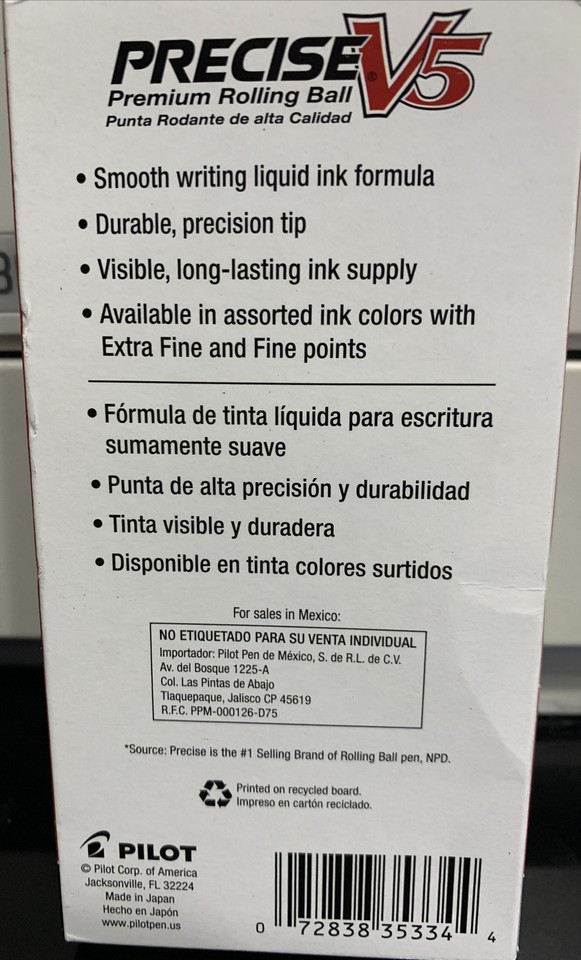 PRECISE® V5
Premium Rolling Ball
Punta Rodante de alta Calidad
• Smooth writing liquid ink formula
• Durable, precision tip
• Visible, long-lasting ink supply
• Available in assorted ink colors with
Extra Fine and Fine points
• Fórmula de tinta líquida para escritura
sumamente suave
• Punta de alta precisión y durabilidad
• Tinta visible y duradera
• Disponible en tinta colores surtidos
For sales in Mexico:
NO ETIQUETADO PARA SU VENTA INDIVIDUAL
Importador: Pilot Pen de México, S. de R.L. de C.V.
Av. del Bosque 1225-A
Col. Las Pintas de Abajo
Tlaquepaque, Jalisco CP 45619
R.F.C. PPM-000126-D75
*Source: Precise is the #1 Selling Brand of Rolling Ball pen, NPD.
Printed on recycled board.
Impreso en cartón reciclado.
PILOT
© Pilot Corp. of America
Jacksonville, FL 32224
Made in Japan
Hecho en Japón
www.pilotpen.us
0 72838 35334 4